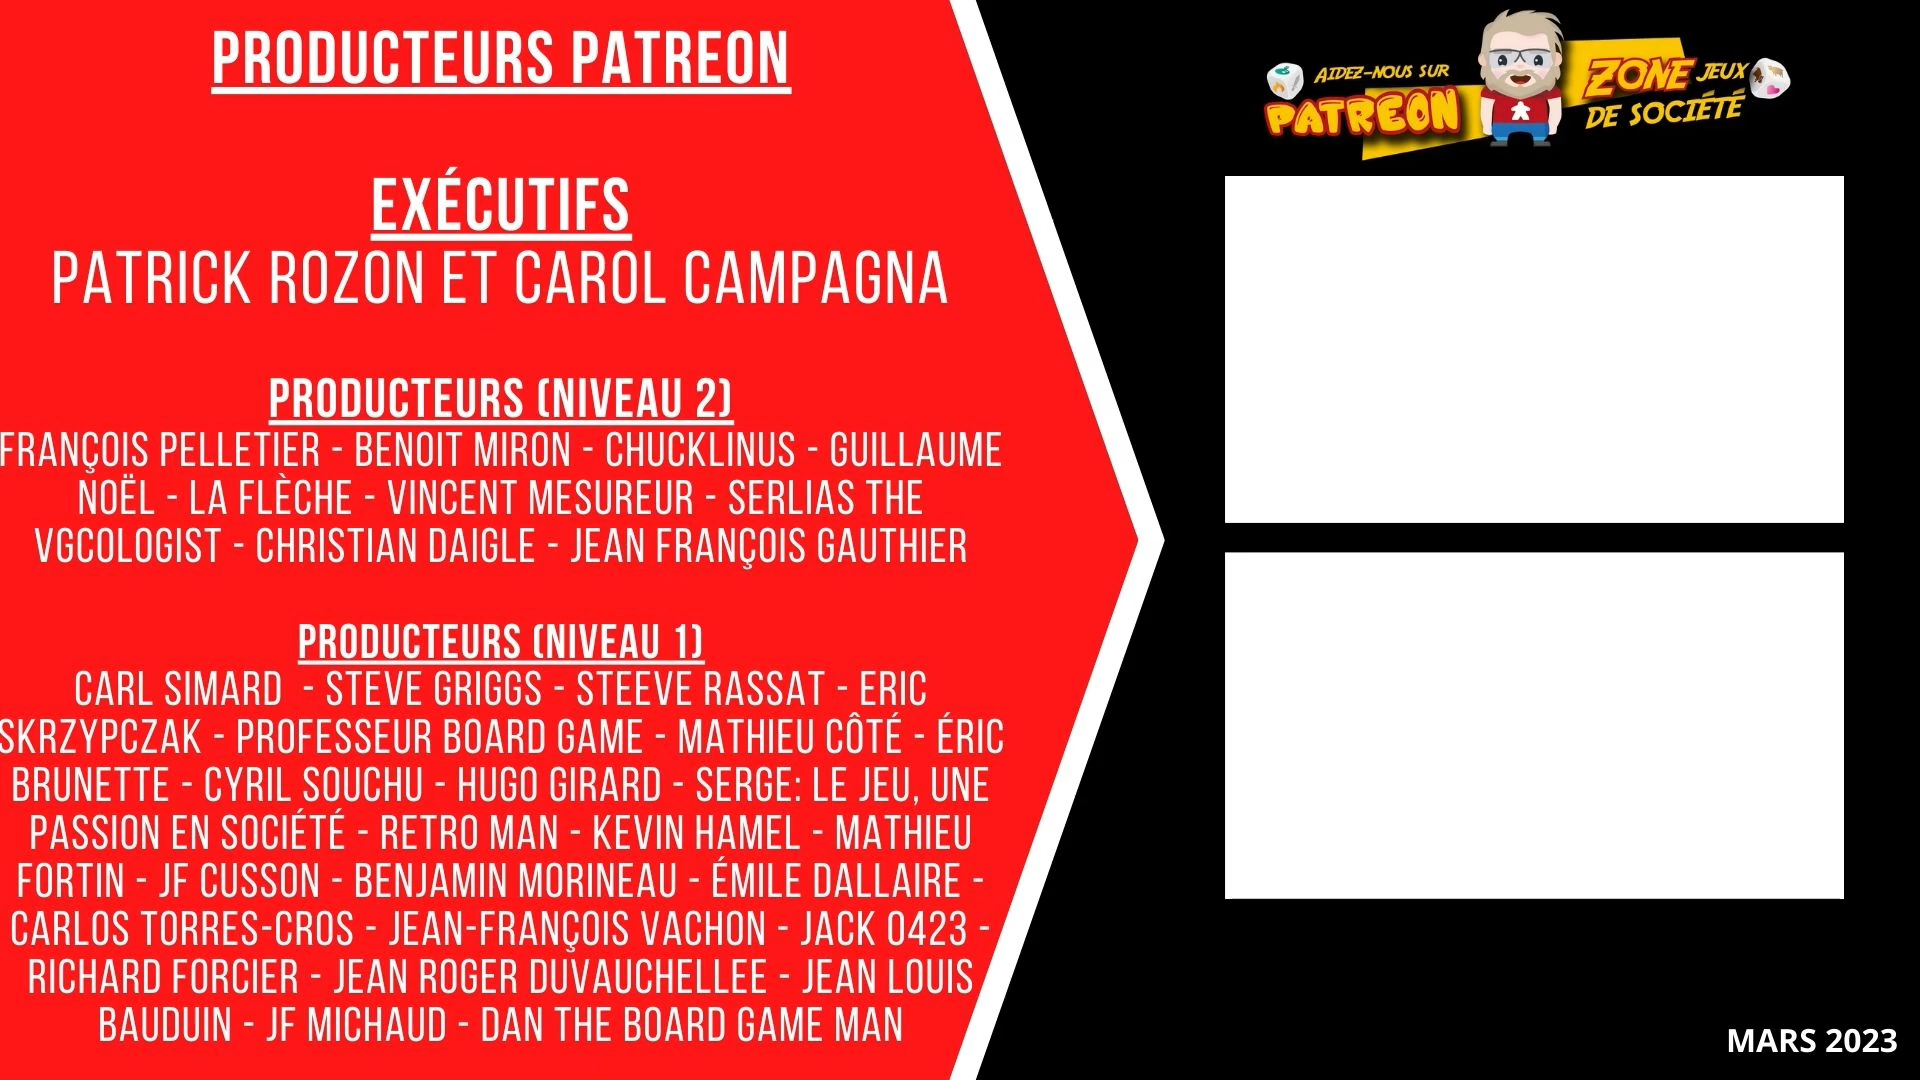 PRODUCTEURS PATREON
EXÉCUTIFS
PATRICK ROZON ET CAROL CAMPAGNA
PRODUCTEURS (NIVEAU 2)
FRANÇOIS PELLETIER - BENOIT MIRON - CHUCKLINUS - GUILLAUME
NOËL - LA FLÈCHE - VINCENT MESUREUR - SERLIAS THE
VGCOLOGIST - CHRISTIAN DAIGLE - JEAN FRANÇOIS GAUTHIER
PRODUCTEURS (NIVEAU 1)
CARL SIMARD - STEVE GRIGGS - STEEVE RASSAT - ERIC
SKRZYPCZAK - PROFESSEUR BOARD GAME - MATHIEU CÔTÉ - ÉRIC
BRUNETTE - CYRIL SOUCHU - HUGO GIRARD - SERGE: LE JEU, UNE
PASSION EN SOCIÉTÉ - RETRO MAN - KEVIN HAMEL - MATHIEU
FORTIN - JF CUSSON - BENJAMIN MORINEAU - ÉMILE DALLAIRE -
CARLOS TORRES-CROS - JEAN-FRANÇOIS VACHON - JACK 0423 -
RICHARD FORCIER - JEAN ROGER DUVAUCHELLEE - JEAN LOUIS
BAUDUIN - JF MICHAUD - DAN THE BOARD GAME MAN
AIDEZ-NOUS SUR
PATREON
ZONE JEUX
DE SOCIÉTÉ
MARS 2023